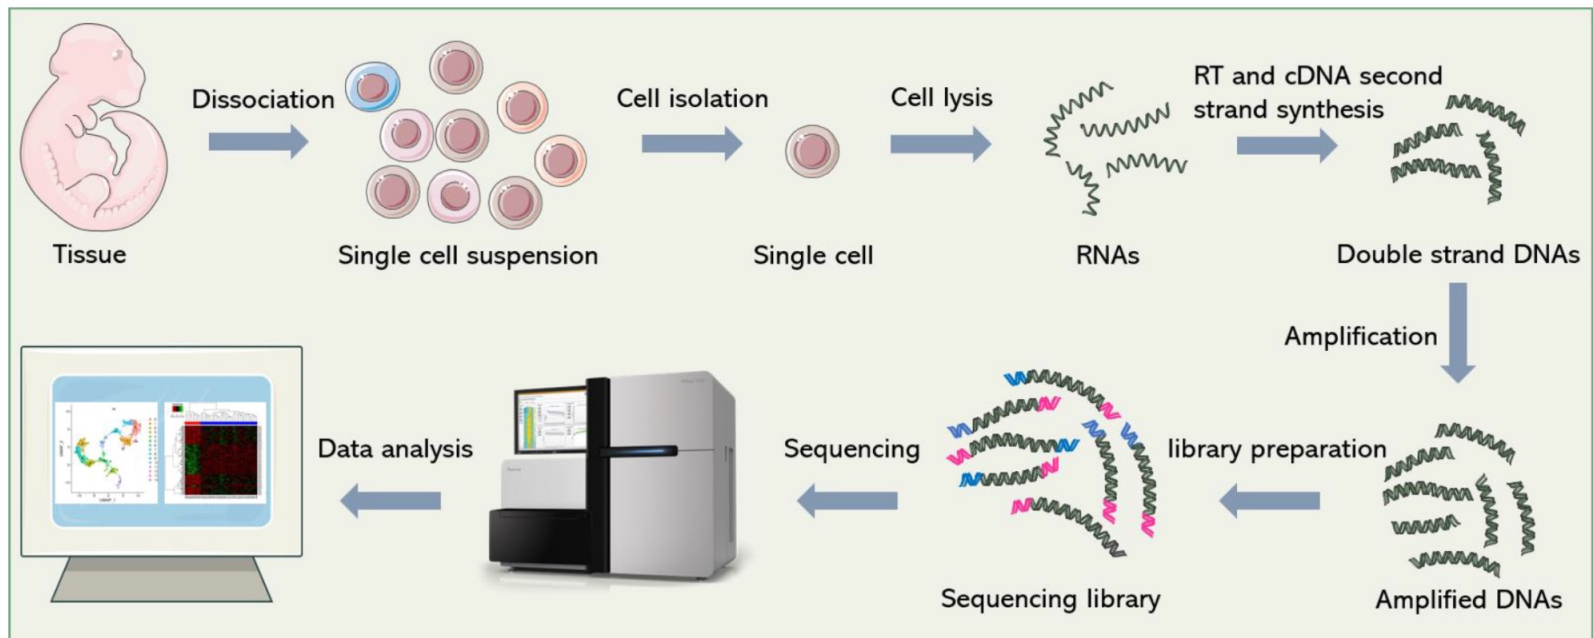 Dissociation
Cell isolation
Cell lysis
RT and cDNA second
strand synthesis
Tissue
Single cell suspension
Single cell
RNAs
Double strand DNAs
Amplification
Data analysis
Sequencing
library preparation
Sequencing library
Amplified DNAs